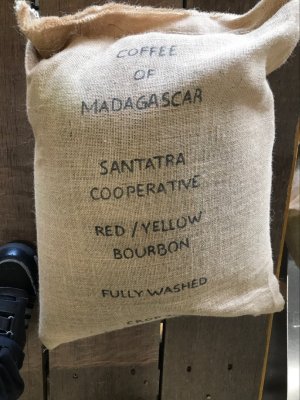 COFFEE
OF
MADAGASCAR
SANTATRA
COOPERATIVE
RED / YELLOW
BOURBON
FULLY WASHED